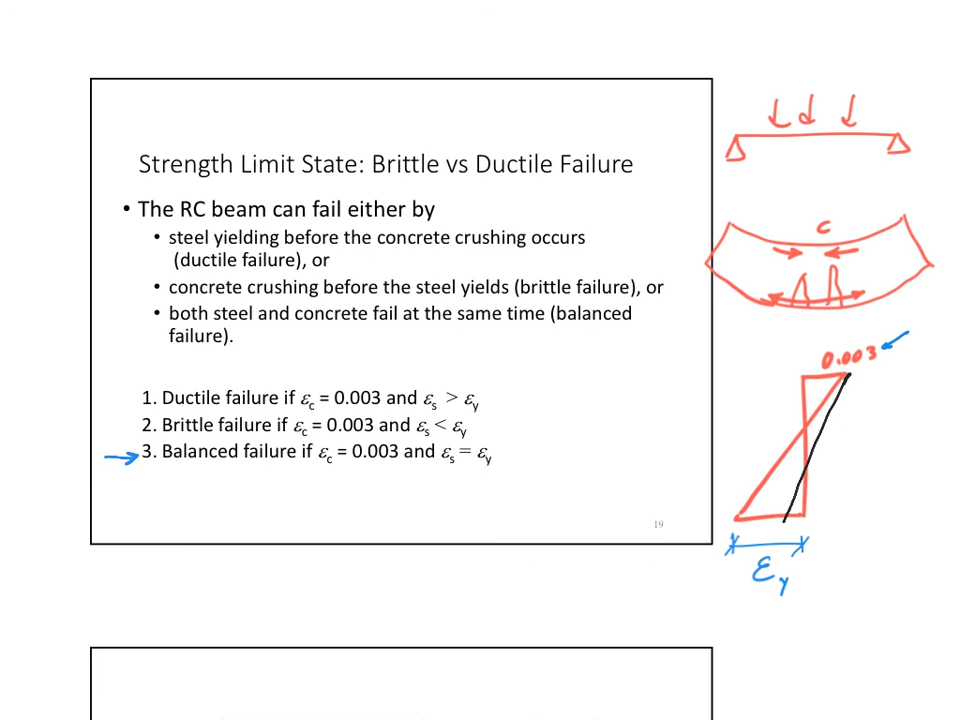 Strength Limit State: Brittle vs Ductile Failure
• The RC beam can fail either by
• steel yielding before the concrete crushing occurs
(ductile failure), or
• concrete crushing before the steel yields (brittle failure), or
• both steel and concrete fail at the same time (balanced
failure).
1. Ductile failure if εc = 0.003 and εs > εy
2. Brittle failure if εc = 0.003 and εs < εy
3. Balanced failure if εc = 0.003 and εs = εy
19
C
0.003
εy